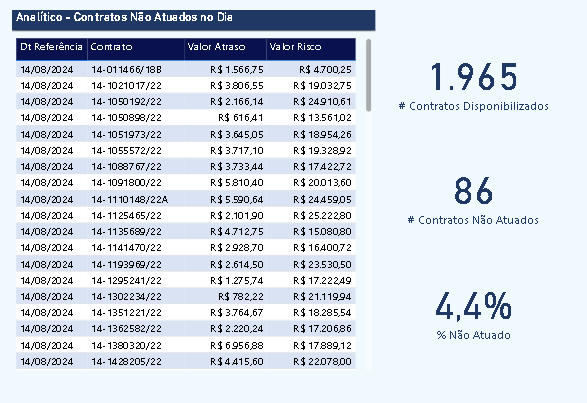 Analítico - Contratos Não Atuados no Dia
Dt Referência Contrato Valor Atraso Valor Risco
14/08/2024 14-011466/18B R$ 1.566,75 R$ 4.700,25
14/08/2024 14-1021017/22 R$ 3.806,55 R$ 19.032,75
14/08/2024 14-1050192/22 R$ 2.166,14 R$ 24.910,61
14/08/2024 14-1050898/22 R$ 616,41 R$ 13.561,02
14/08/2024 14-1051973/22 R$ 3.645,05 R$ 18.954,26
14/08/2024 14-1055572/22 R$ 3.717,10 R$ 19.328,92
14/08/2024 14-1088767/22 R$ 3.733,44 R$ 17.422,72
14/08/2024 14-1091800/22 R$ 5.810,40 R$ 20.013,60
14/08/2024 14-1110148/22A R$ 5.590,64 R$ 24.459,05
14/08/2024 14-1125465/22 R$ 2.101,90 R$ 25.222,80
14/08/2024 14-1135689/22 R$ 4.712,75 R$ 15.080,80
14/08/2024 14-1141470/22 R$ 2.928,70 R$ 16.400,72
14/08/2024 14-1193969/22 R$ 2.614,50 R$ 23.530,50
14/08/2024 14-1295241/22 R$ 1.275,74 R$ 17.222,49
14/08/2024 14-1302234/22 R$ 782,22 R$ 21.119,94
14/08/2024 14-1351221/22 R$ 3.764,67 R$ 18.285,54
14/08/2024 14-1362582/22 R$ 2.220,24 R$ 17.206,86
14/08/2024 14-1380320/22 R$ 6.956,88 R$ 17.889,12
14/08/2024 14-1428205/22 R$ 4.415,60 R$ 22.078,00
1.965
# Contratos Disponibilizados
86
# Contratos Não Atuados
4,4%
% Não Atuado